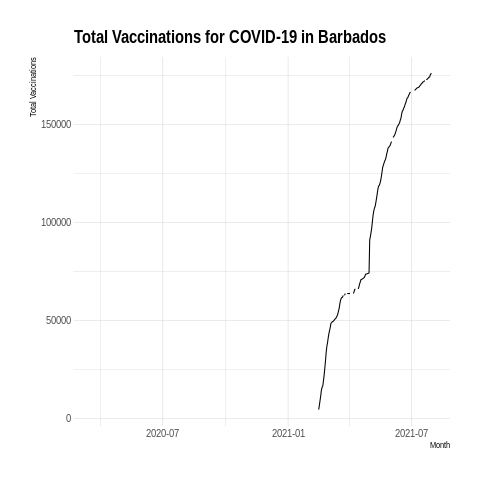 Total Vaccinations for COVID-19 in Barbados
Total Vaccinations
150000
100000
50000
0
2020-07 2021-01 2021-07
Month